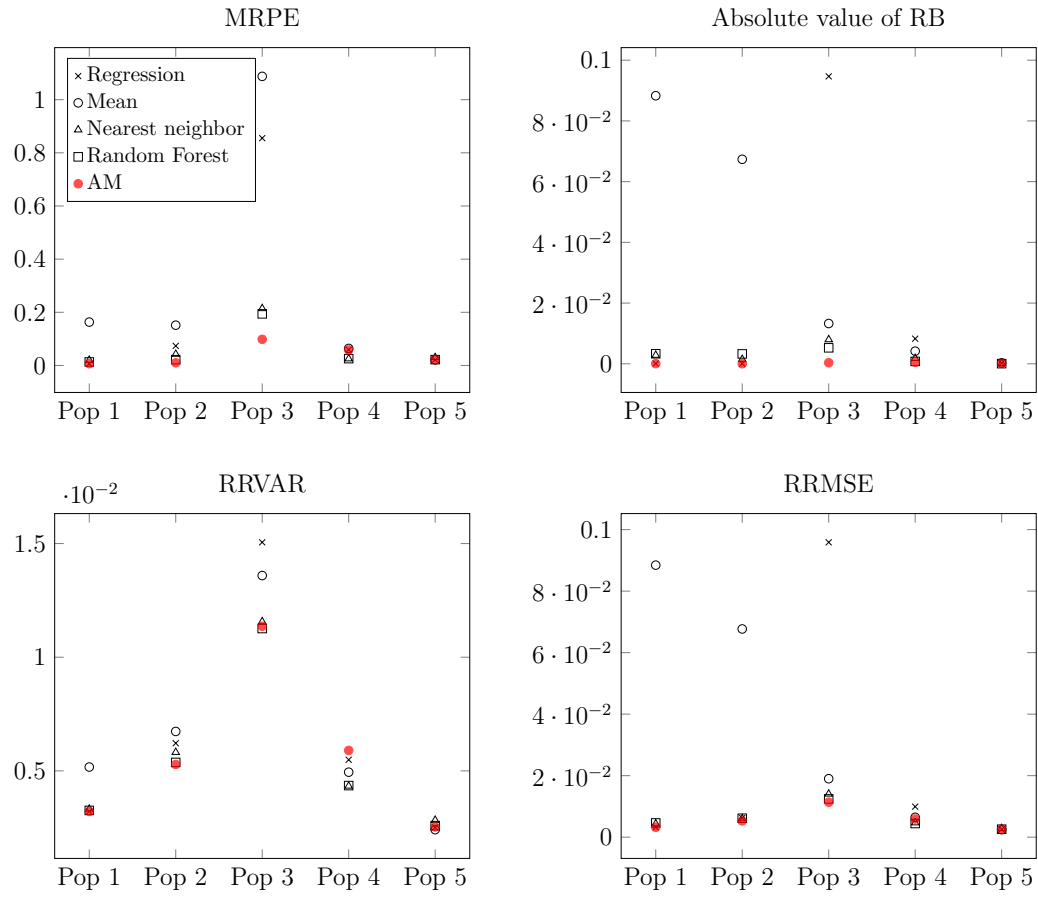 MRPE
1
0.8
0.6
0.4
0.2
0
Regression
Mean
Nearest neighbor
Random Forest
AM
Pop 1 Pop 2 Pop 3 Pop 4 Pop 5
Absolute value of RB
0.1
8 · 10⁻²
6 · 10⁻²
4 · 10⁻²
2 · 10⁻²
0
Pop 1 Pop 2 Pop 3 Pop 4 Pop 5
RRVAR
·10⁻²
1.5
1
0.5
Pop 1 Pop 2 Pop 3 Pop 4 Pop 5
RRMSE
0.1
8 · 10⁻²
6 · 10⁻²
4 · 10⁻²
2 · 10⁻²
0
Pop 1 Pop 2 Pop 3 Pop 4 Pop 5